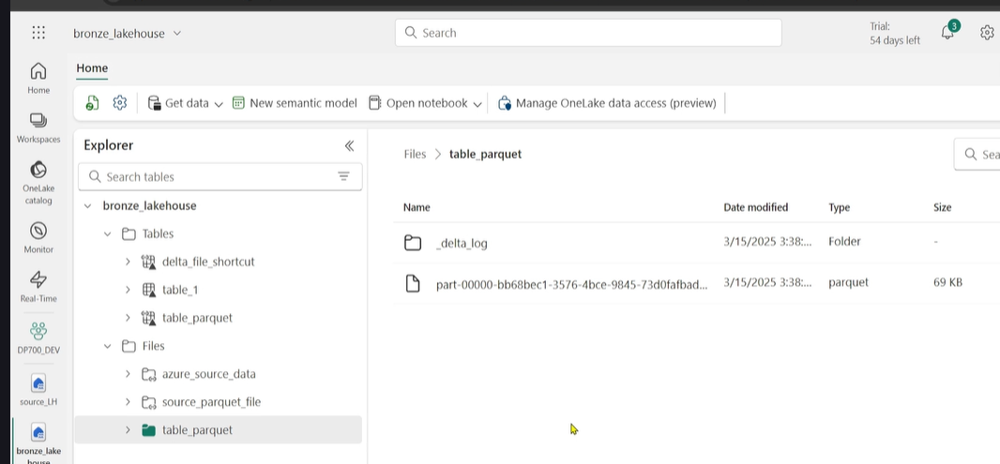 bronze_lakehouse
Search
Trial:
54 days left
3
Home
Home
Get data
New semantic model
Open notebook
Manage OneLake data access (preview)
Workspaces
OneLake
catalog
Monitor
Real-Time
DP700_DEV
source_LH
bronze_lake
house
Explorer
Search tables
bronze_lakehouse
Tables
delta_file_shortcut
table_1
table_parquet
Files
azure_source_data
source_parquet_file
table_parquet
Files > table_parquet
Sea
Name Date modified Type Size
_delta_log 3/15/2025 3:38:... Folder -
part-00000-bb68bec1-3576-4bce-9845-73d0fafbad... 3/15/2025 3:38:... parquet 69 KB